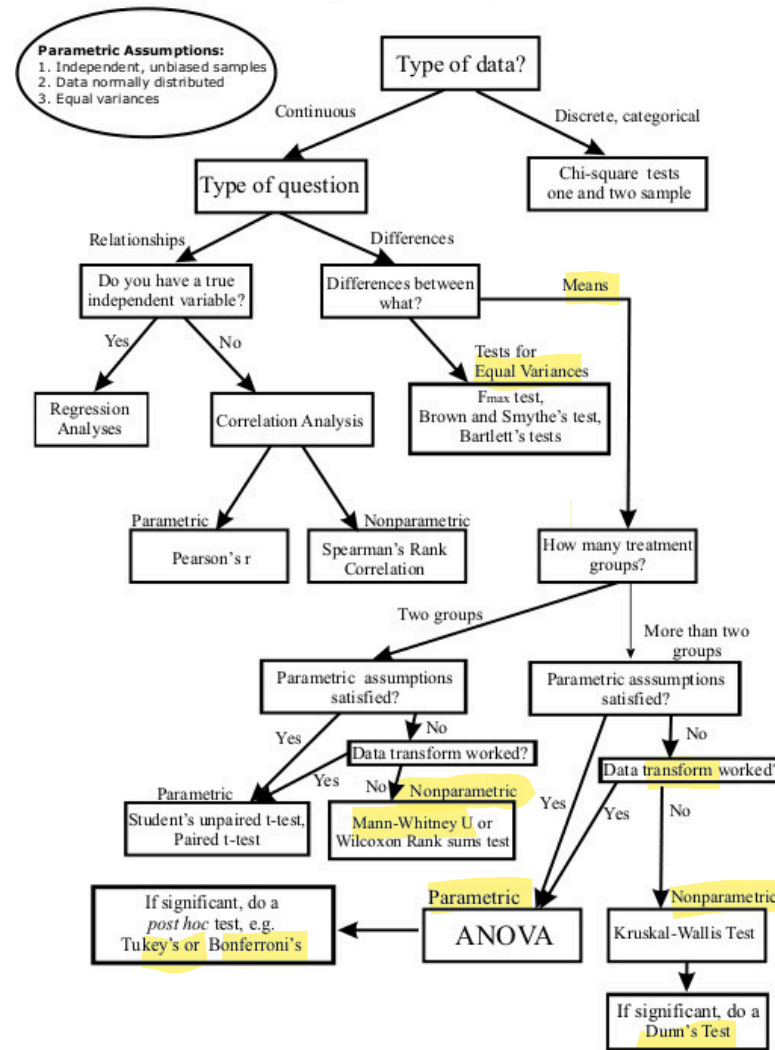 Parametric Assumptions:
1. Independent, unbiased samples
2. Data normally distributed
3. Equal variances
Type of data?
Continuous
Discrete, categorical
Type of question
Chi-square tests
one and two sample
Relationships
Differences
Do you have a true
independent variable?
Differences between
what?
Means
Yes
No
Tests for
Equal Variances
Regression
Analyses
Correlation Analysis
Fmax test,
Brown and Smythe's test,
Bartlett's tests
Parametric
Nonparametric
Pearson's r
Spearman's Rank
Correlation
How many treatment
groups?
Two groups
More than two
groups
Parametric assumptions
satisfied?
Parametric asssumptions
satisfied?
Yes
No
No
Data transform worked?
Data transform worked?
Parametric
Yes
No
Nonparametric
Yes
Yes
No
Student's unpaired t-test,
Paired t-test
Mann-Whitney U or
Wilcoxon Rank sums test
If significant, do a
post hoc test, e.g.
Tukey's or Bonferroni's
Parametric
ANOVA
Nonparametric
Kruskal-Wallis Test
If significant, do a
Dunn's Test